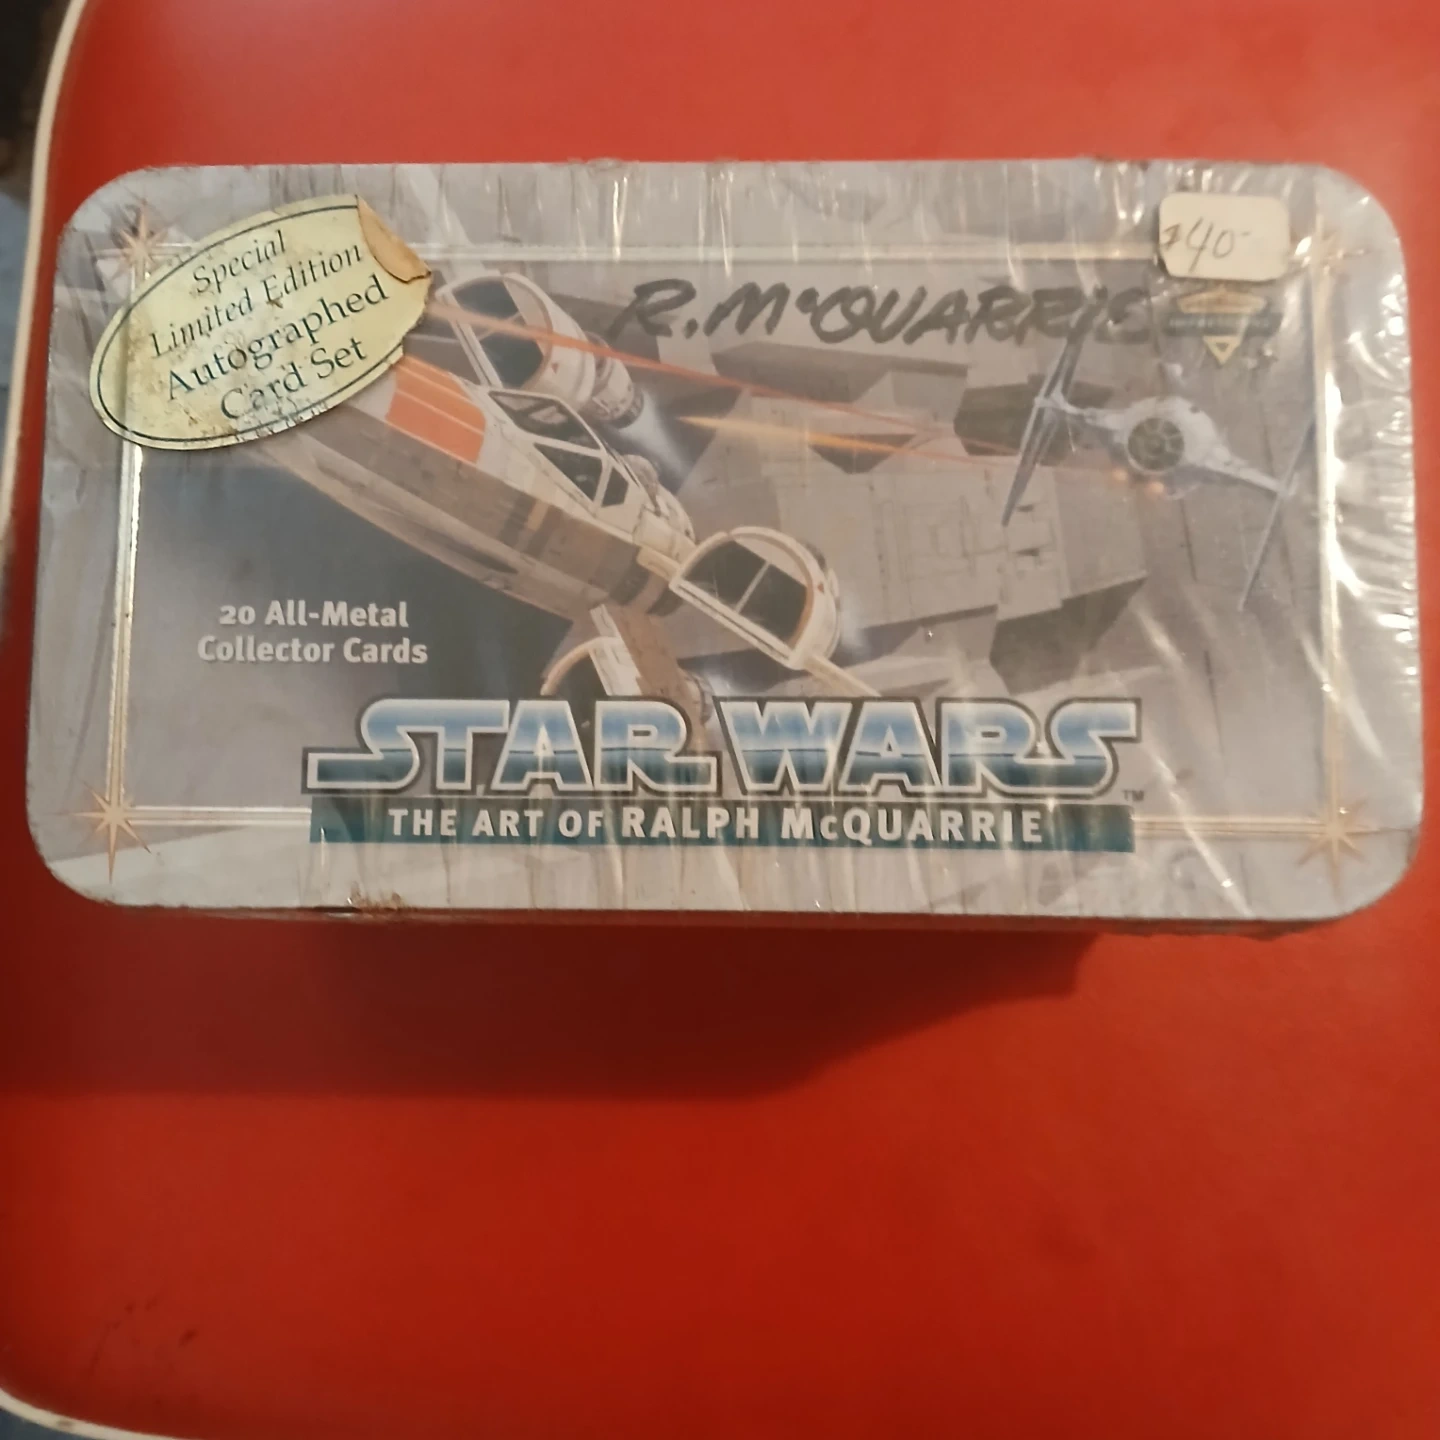 Special
Limited Edition
Autographed
Card Set
$40-
R. McQUARRIE
20 All-Metal
Collector Cards
STAR WARS
TM
THE ART OF RALPH McQUARRIE